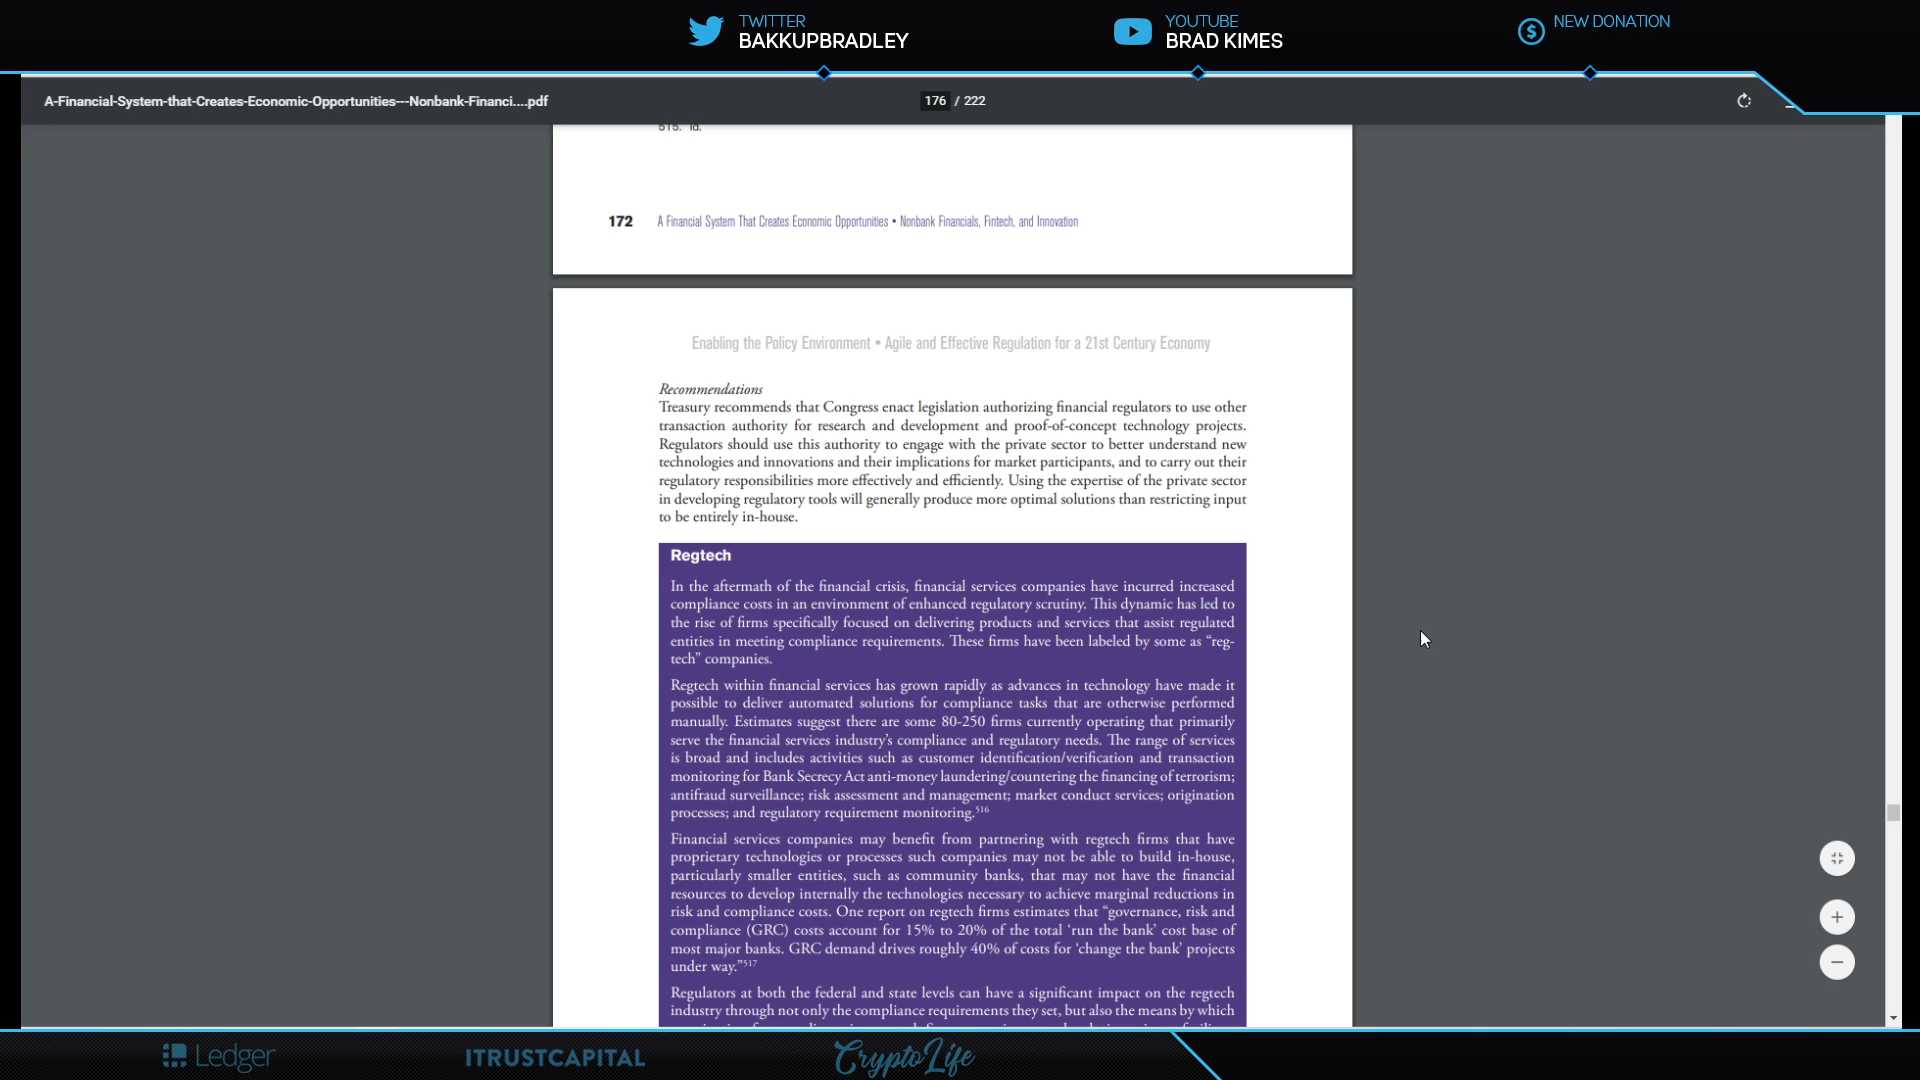 TWITTER
BAKKUPBRADLEY
YOUTUBE
BRAD KIMES
NEW DONATION
A-Financial-System-that-Creates-Economic-Opportunities---Nonbank-Financi....pdf
176 / 222
515. Id.
172 A Financial System That Creates Economic Opportunities • Nonbank Financials, Fintech, and Innovation
Enabling the Policy Environment • Agile and Effective Regulation for a 21st Century Economy
Recommendations
Treasury recommends that Congress enact legislation authorizing financial regulators to use other
transaction authority for research and development and proof-of-concept technology projects.
Regulators should use this authority to engage with the private sector to better understand new
technologies and innovations and their implications for market participants, and to carry out their
regulatory responsibilities more effectively and efficiently. Using the expertise of the private sector
in developing regulatory tools will generally produce more optimal solutions than restricting input
to be entirely in-house.
Regtech
In the aftermath of the financial crisis, financial services companies have incurred increased
compliance costs in an environment of enhanced regulatory scrutiny. This dynamic has led to
the rise of firms specifically focused on delivering products and services that assist regulated
entities in meeting compliance requirements. These firms have been labeled by some as “reg-
tech” companies.
Regtech within financial services has grown rapidly as advances in technology have made it
possible to deliver automated solutions for compliance tasks that are otherwise performed
manually. Estimates suggest there are some 80-250 firms currently operating that primarily
serve the financial services industry’s compliance and regulatory needs. The range of services
is broad and includes activities such as customer identification/verification and transaction
monitoring for Bank Secrecy Act anti-money laundering/countering the financing of terrorism;
antifraud surveillance; risk assessment and management; market conduct services; origination
processes; and regulatory requirement monitoring.516
Financial services companies may benefit from partnering with regtech firms that have
proprietary technologies or processes such companies may not be able to build in-house,
particularly smaller entities, such as community banks, that may not have the financial
resources to develop internally the technologies necessary to achieve marginal reductions in
risk and compliance costs. One report on regtech firms estimates that “governance, risk and
compliance (GRC) costs account for 15% to 20% of the total ‘run the bank’ cost base of
most major banks. GRC demand drives roughly 40% of costs for ‘change the bank’ projects
under way.”517
Regulators at both the federal and state levels can have a significant impact on the regtech
industry through not only the compliance requirements they set, but also the means by which
Ledger
ITRUSTCAPITAL
CryptoLife